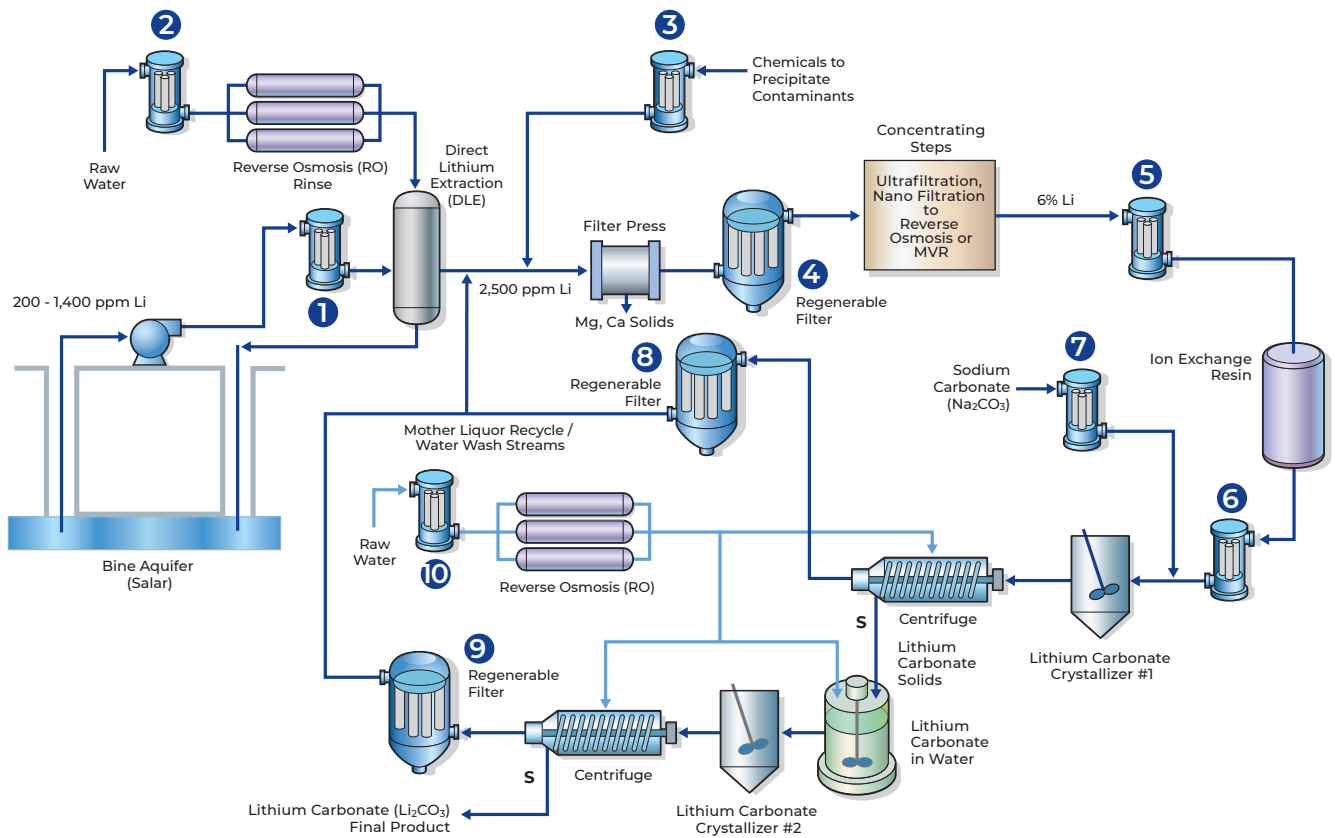 2
3
Chemicals to
Precipitate
Contaminants
Raw
Water
Reverse Osmosis (RO)
Rinse
Direct
Lithium
Extraction
(DLE)
Concentrating
Steps
Ultrafiltration,
Nano Filtration
to
Reverse
Osmosis or
MVR
6% Li
5
Filter Press
200 - 1,400 ppm Li
1
2,500 ppm Li
Mg, Ca Solids
4
Regenerable
Filter
8
Regenerable
Filter
7
Sodium
Carbonate
(Na₂CO₃)
Ion Exchange
Resin
Mother Liquor Recycle /
Water Wash Streams
6
Raw
Water
10
Reverse Osmosis (RO)
Bine Aquifer
(Salar)
S
Centrifuge
Lithium
Carbonate
Solids
Lithium Carbonate
Crystallizer #1
9
Regenerable
Filter
Lithium
Carbonate
in Water
S
Centrifuge
Lithium Carbonate (Li₂CO₃)
Final Product
Lithium Carbonate
Crystallizer #2